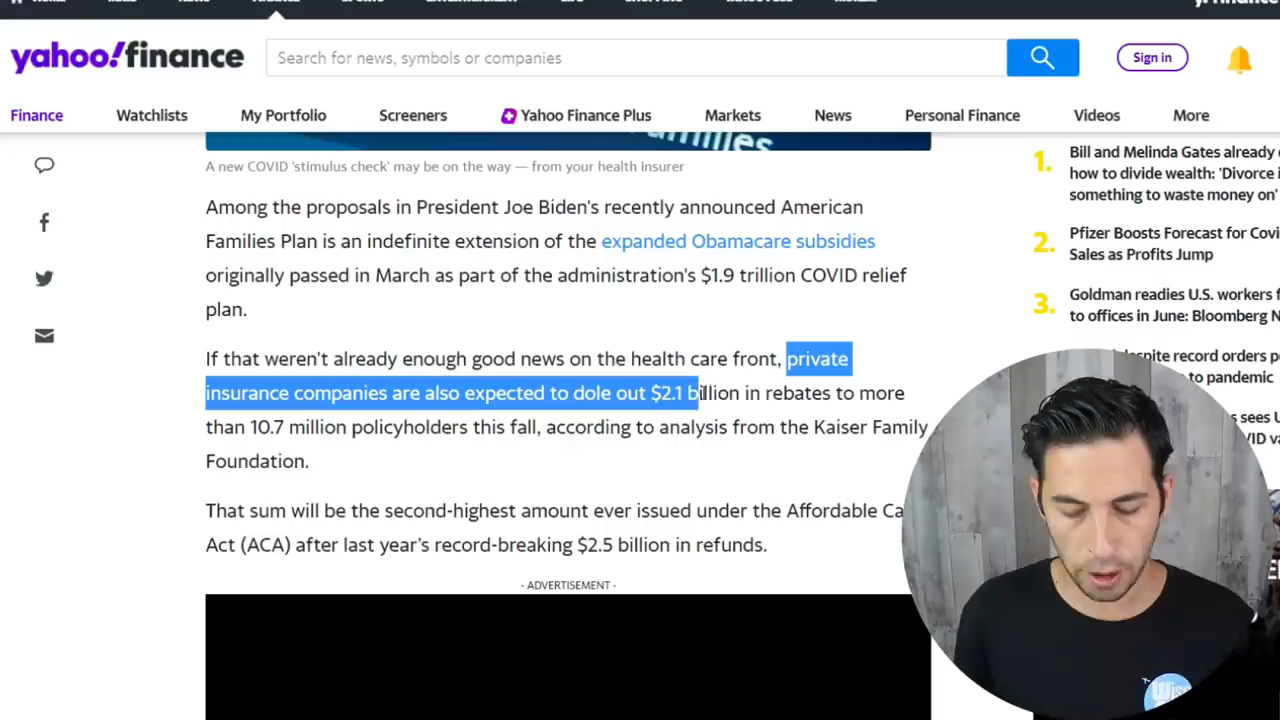 yahoo!finance
Search for news, symbols or companies
Sign in
Finance Watchlists My Portfolio Screeners Yahoo Finance Plus Markets News Personal Finance Videos More
A new COVID 'stimulus check' may be on the way — from your health insurer
Among the proposals in President Joe Biden's recently announced American
Families Plan is an indefinite extension of the expanded Obamacare subsidies
originally passed in March as part of the administration's $1.9 trillion COVID relief
plan.
If that weren't already enough good news on the health care front, private
insurance companies are also expected to dole out $2.1 billion in rebates to more
than 10.7 million policyholders this fall, according to analysis from the Kaiser Family
Foundation.
That sum will be the second-highest amount ever issued under the Affordable Ca
Act (ACA) after last year’s record-breaking $2.5 billion in refunds.
- ADVERTISEMENT -
1.
Bill and Melinda Gates already
how to divide wealth: 'Divorce i
something to waste money on'
2.
Pfizer Boosts Forecast for Covi
Sales as Profits Jump
3.
Goldman readies U.S. workers f
to offices in June: Bloomberg N
despite record orders p
to pandemic